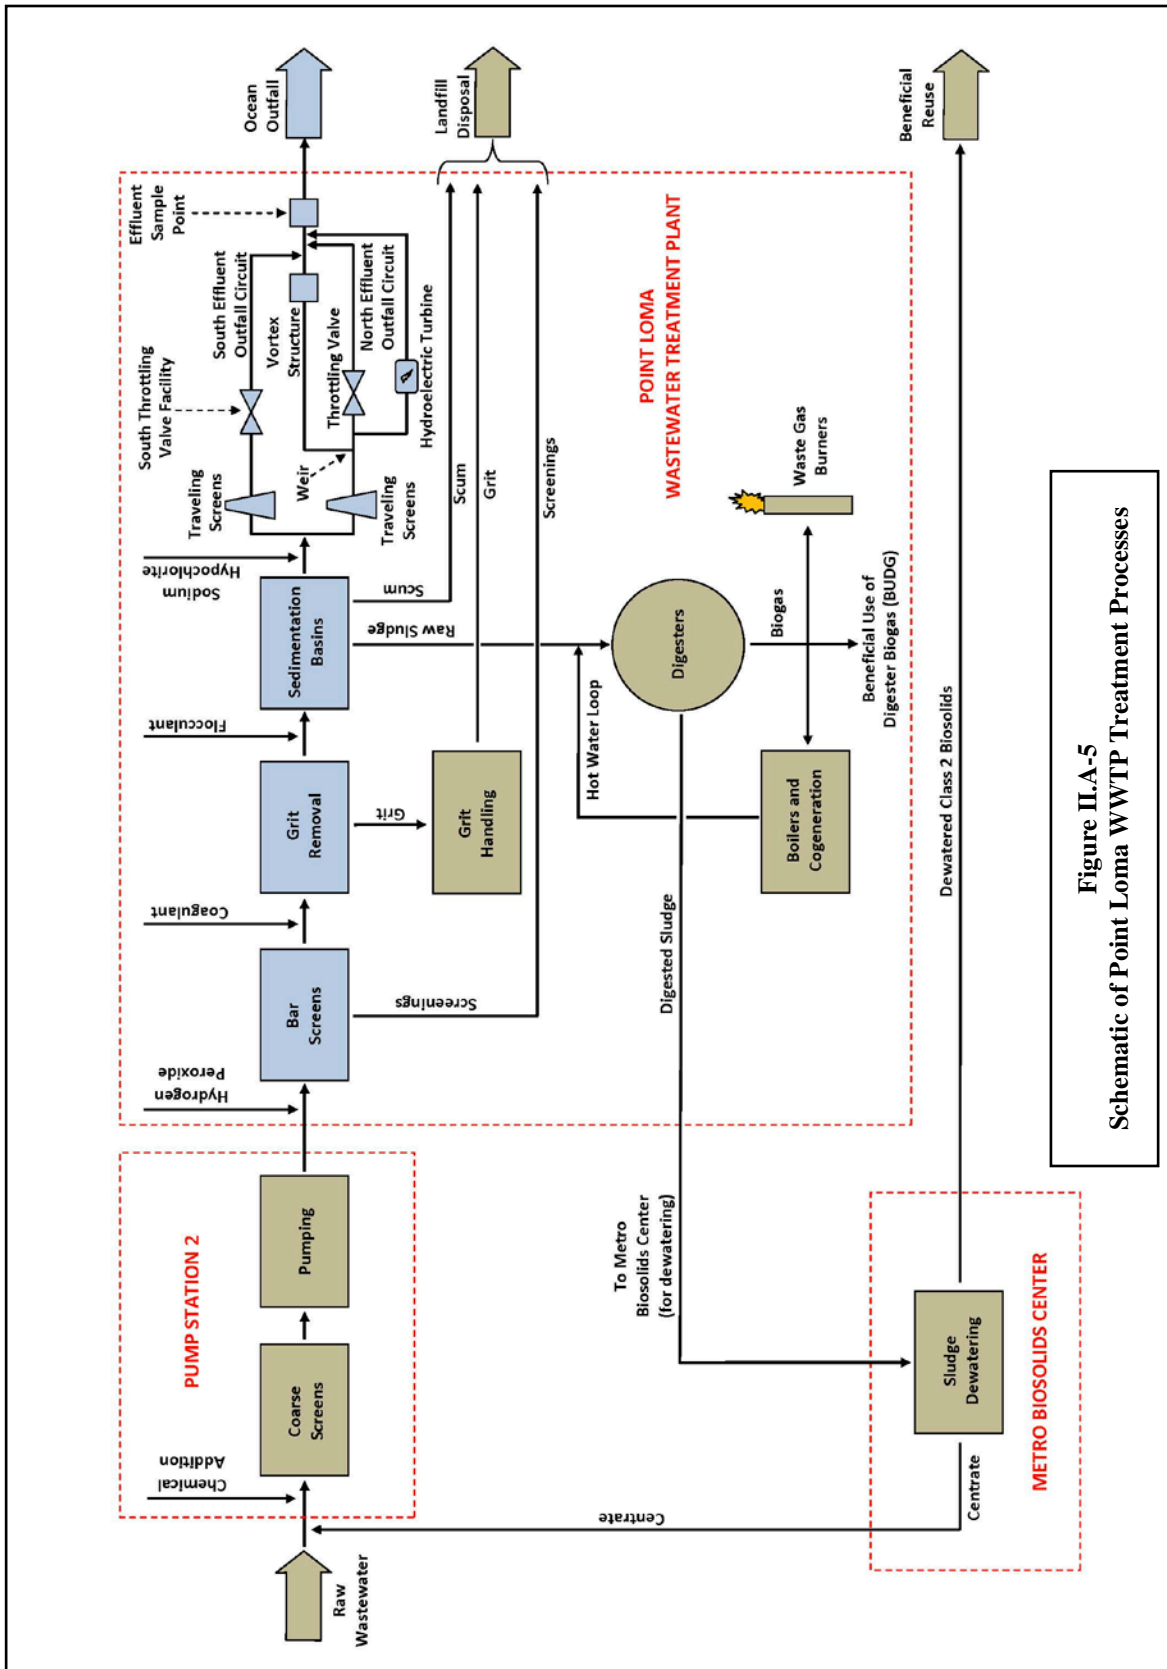 Raw
Wastewater
Chemical
Addition
PUMP STATION 2
Coarse
Screens
Pumping
Hydrogen
Peroxide
Bar
Screens
Coagulant
Grit
Removal
Flocculant
Sedimentation
Basins
Sodium
Hypochlorite
Traveling
Screens
South Throttling
Valve Facility
South Effluent
Outfall Circuit
Weir
Vortex
Structure
Traveling
Screens
Throttling Valve
North Effluent
Outfall Circuit
Hydroelectric Turbine
Effluent
Sample
Point
Ocean
Outfall
Screenings
Grit
Grit
Handling
Raw Sludge
Scum
Scum
Grit
Screenings
Landfill
Disposal
POINT LOMA
WASTEWATER TREATMENT PLANT
Hot Water Loop
Digesters
Biogas
Waste Gas
Burners
Boilers and
Cogeneration
Beneficial Use of
Digester Biogas (BUDG)
Digested Sludge
To Metro
Biosolids Center
(for dewatering)
Centrate
Centrate
Sludge
Dewatering
METRO BIOSOLIDS CENTER
Dewatered Class 2 Biosolids
Beneficial
Reuse
Figure II.A-5
Schematic of Point Loma WWTP Treatment Processes